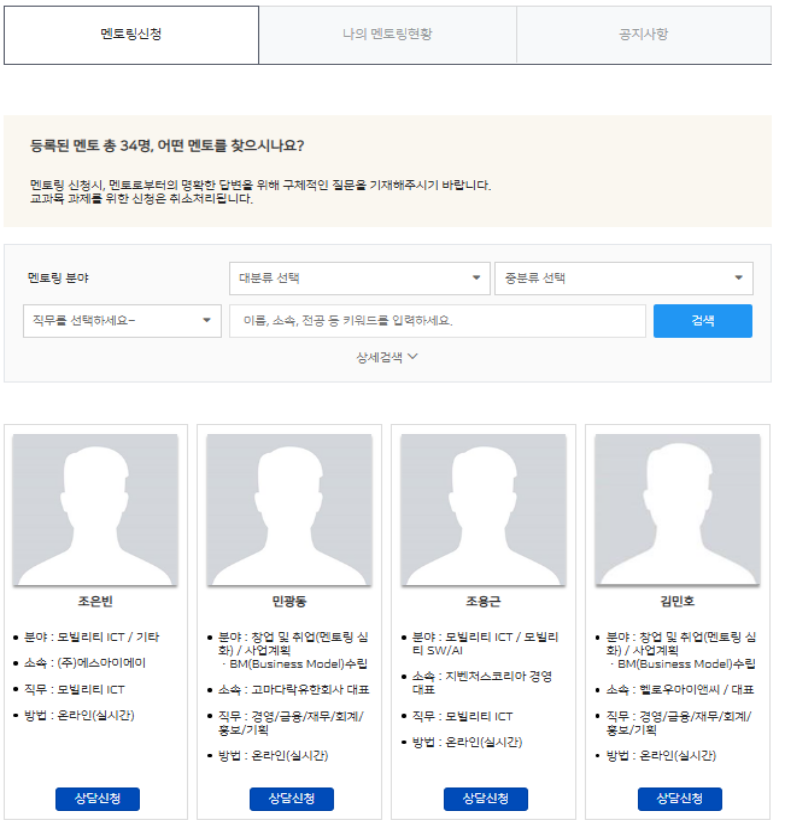 멘토링신청
나의 멘토링현황
공지사항
등록된 멘토 총 34명, 어떤 멘토를 찾으시나요?
멘토링 신청시, 멘토로부터의 명확한 답변을 위해 구체적인 질문을 기재해주시기 바랍니다.
교과목 과제를 위한 신청은 취소처리됩니다.
멘토링 분야
대분류 선택
중분류 선택
직무를 선택하세요~
이름, 소속, 전공 등 키워드를 입력하세요.
검색
상세검색
조은빈
• 분야 : 모빌리티 ICT / 기타
• 소속 : (주)에스아이에이
• 직무 : 모빌리티 ICT
• 방법 : 온라인(실시간)
상담신청
민광동
• 분야 : 창업 및 취업(멘토링 심
화) / 사업계획
· BM(Business Model)수립
• 소속 : 고마다락유한회사 대표
• 직무 : 경영/금융/재무/회계/
홍보/기획
• 방법 : 온라인(실시간)
상담신청
조용근
• 분야 : 모빌리티 ICT / 모빌리
티 SW/AI
• 소속 : 지벤처스코리아 경영
대표
• 직무 : 모빌리티 ICT
• 방법 : 온라인(실시간)
상담신청
김민호
• 분야 : 창업 및 취업(멘토링 심
화) / 사업계획
· BM(Business Model)수립
• 소속 : 헬로우아이앤씨 / 대표
• 직무 : 경영/금융/재무/회계/
홍보/기획
• 방법 : 온라인(실시간)
상담신청